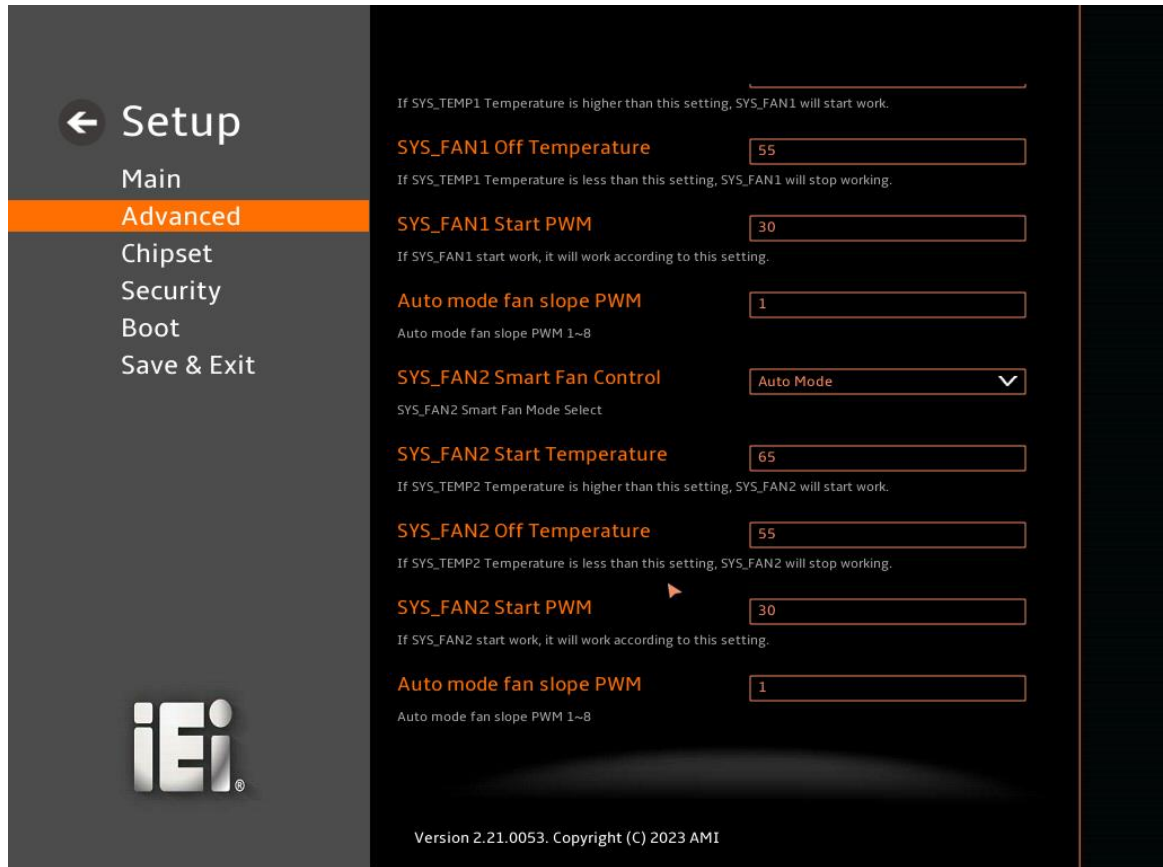 Setup
Main
Advanced
Chipset
Security
Boot
Save & Exit
If SYS_TEMP1 Temperature is higher than this setting, SYS_FAN1 will start work.
SYS_FAN1 Off Temperature
55
If SYS_TEMP1 Temperature is less than this setting, SYS_FAN1 will stop working.
SYS_FAN1 Start PWM
30
If SYS_FAN1 start work, it will work according to this setting.
Auto mode fan slope PWM
1
Auto mode fan slope PWM 1~8
SYS_FAN2 Smart Fan Control
Auto Mode
SYS_FAN2 Smart Fan Mode Select
SYS_FAN2 Start Temperature
65
If SYS_TEMP2 Temperature is higher than this setting, SYS_FAN2 will start work.
SYS_FAN2 Off Temperature
55
If SYS_TEMP2 Temperature is less than this setting, SYS_FAN2 will stop working.
SYS_FAN2 Start PWM
30
If SYS_FAN2 start work, it will work according to this setting.
Auto mode fan slope PWM
1
Auto mode fan slope PWM 1~8
iEi®
Version 2.21.0053. Copyright (C) 2023 AMI